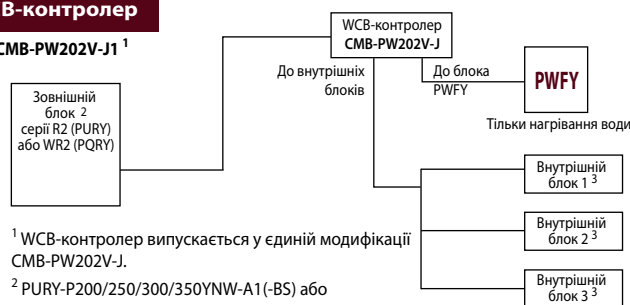 В-контролер
CMB-PW202V-J1 ¹
WCB-контролер
CMB-PW202V-J
До внутрішніх
блоків
До блока
PWFY
PWFY
Тільки нагрівання води
Зовнішній
блок ²
серії R2 (PURY)
або WR2 (PQRY)
Внутрішній
блок 1 ³
Внутрішній
блок 2 ³
Внутрішній
блок 3 ³
¹ WCB-контролер випускається у єдиній модифікації
CMB-PW202V-J.
² PURY-P200/250/300/350YNW-A1(-BS) або